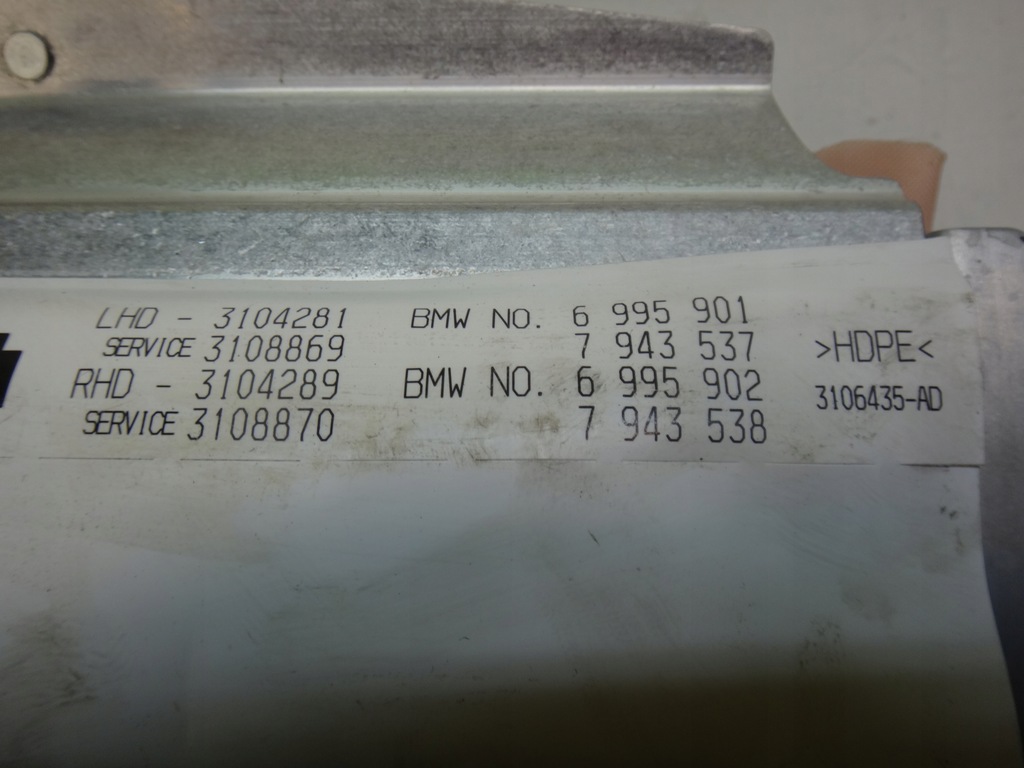 LHD - 3104281 BMW NO. 6 995 901
SERVICE 3108869 7 943 537 >HDPE<
RHD - 3104289 BMW NO. 6 995 902 3106435-AD
SERVICE 3108870 7 943 538